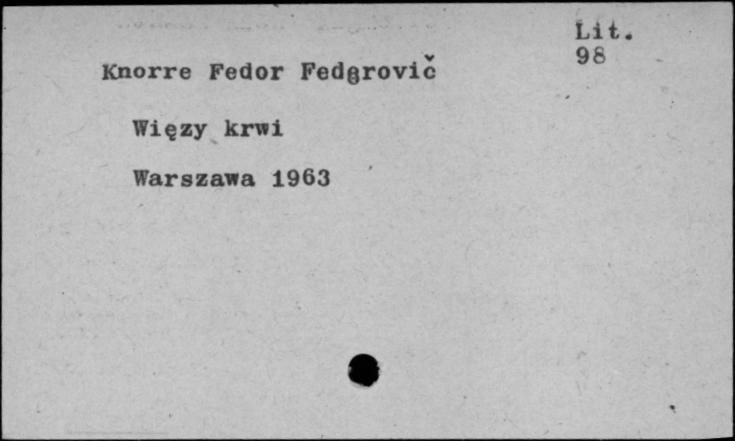 Lit.
98
Knorre Fedor Fedorovič
Więzy krwi
Warszawa 1963